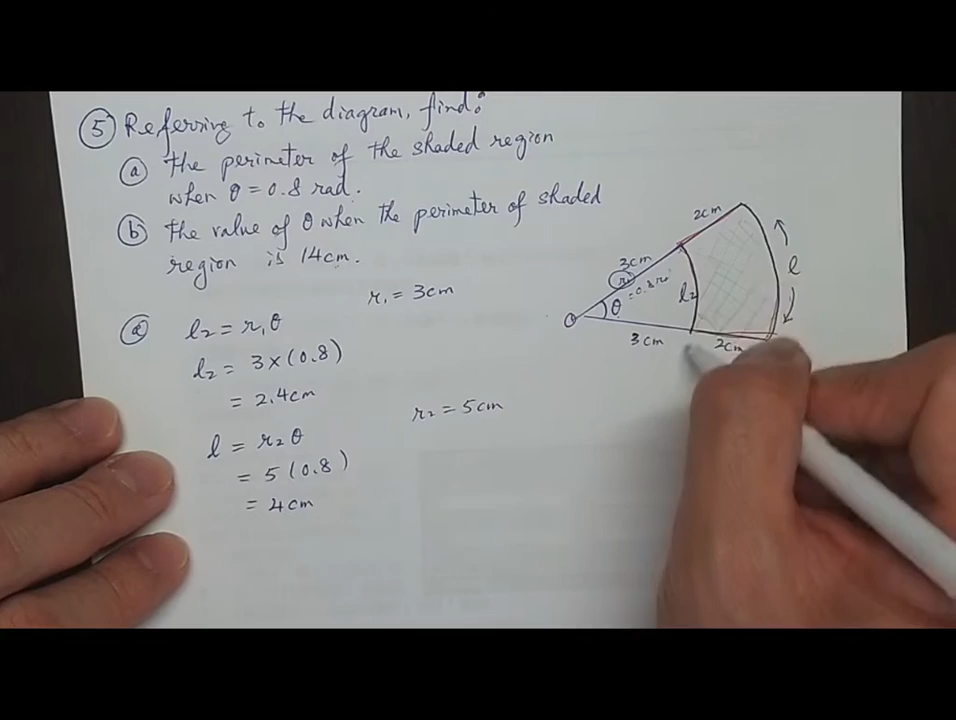 ⑤ Referring to the diagram, find:
ⓐ the perimeter of the shaded region
when θ = 0.8 rad.
ⓑ the value of θ when the perimeter of shaded
region is 14cm.
r₁ = 3cm
ⓐ l₂ = r₁θ
l₂ = 3×(0.8)
= 2.4cm
r₂ = 5cm
l = r₂θ
= 5(0.8)
= 4cm
2cm
3cm
l
l₂
θ
O
3cm
2cm